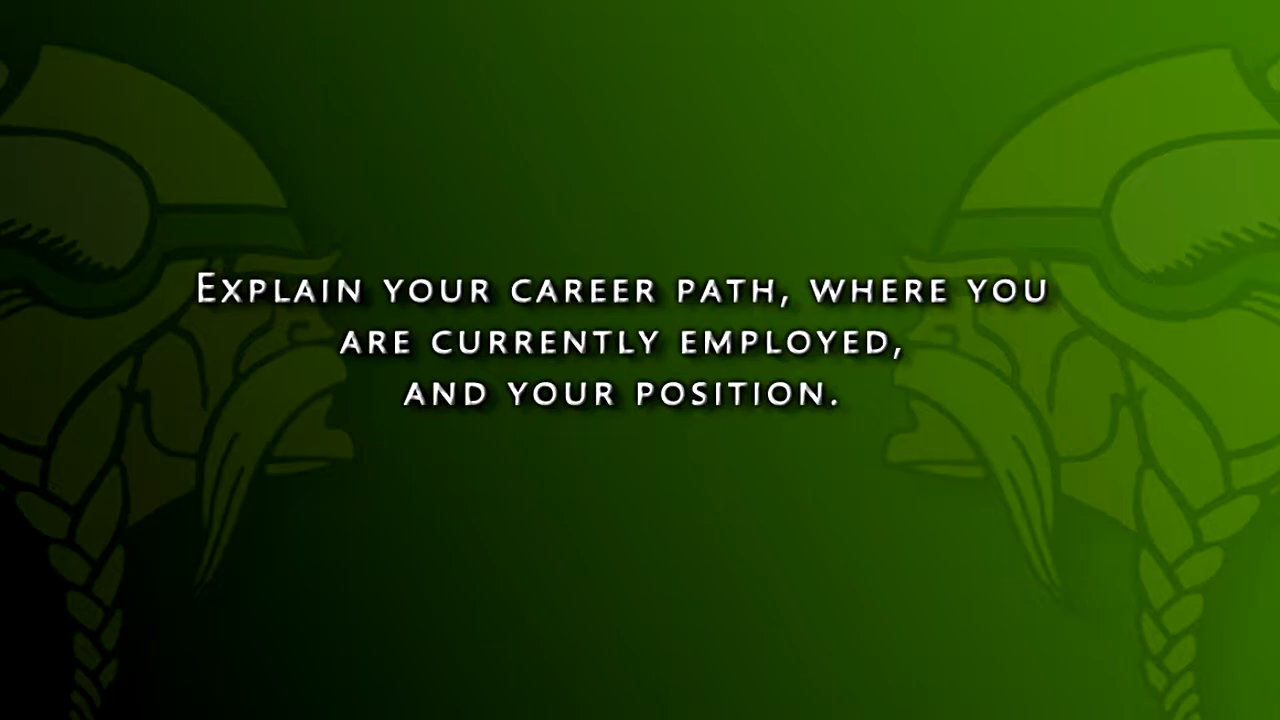 Explain your career path, where you
are currently employed,
and your position.